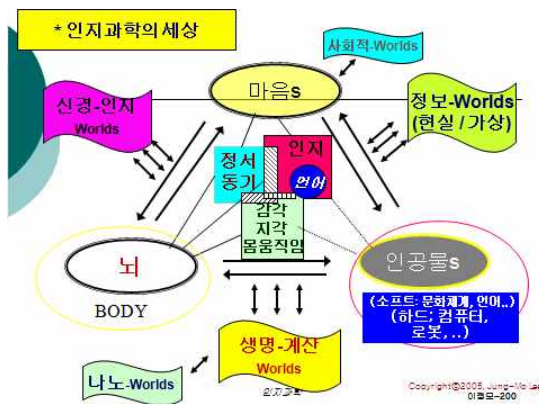 * 인지과학의 세상
사회적-Worlds
마음s
신경-인지
Worlds
정보-Worlds
(현실 / 가상)
정서
동기
인지
언어
감각
지각
몸움직임
뇌
BODY
인공물s
(소프트: 문화체계, 언어..)
(하드; 컴퓨터,
로봇, ..)
생명-계산
Worlds
나노-Worlds
인지과학
Copyright@2005, Jung-Mo Lee
이정모-200